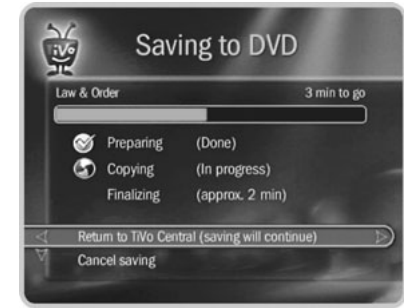 TiVo
Saving to DVD
Law & Order 3 min to go
Preparing (Done)
Copying (In progress)
Finalizing (approx. 2 min)
Return to TiVo Central (saving will continue)
Cancel saving